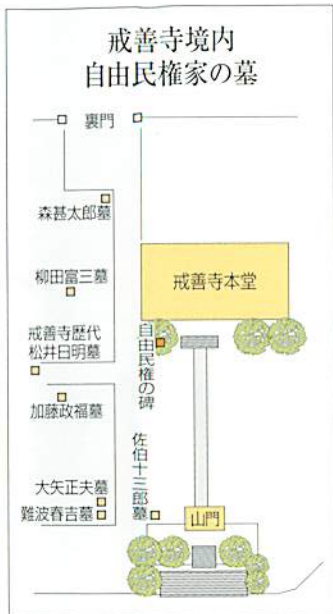 戒善寺境内
自由民権家の墓
裏門
森甚太郎墓
柳田富三墓
戒善寺本堂
戒善寺歴代
松井日明墓
自由民権の碑
加藤政福墓
佐伯十三郎墓
大矢正夫墓
難波春吉墓
山門